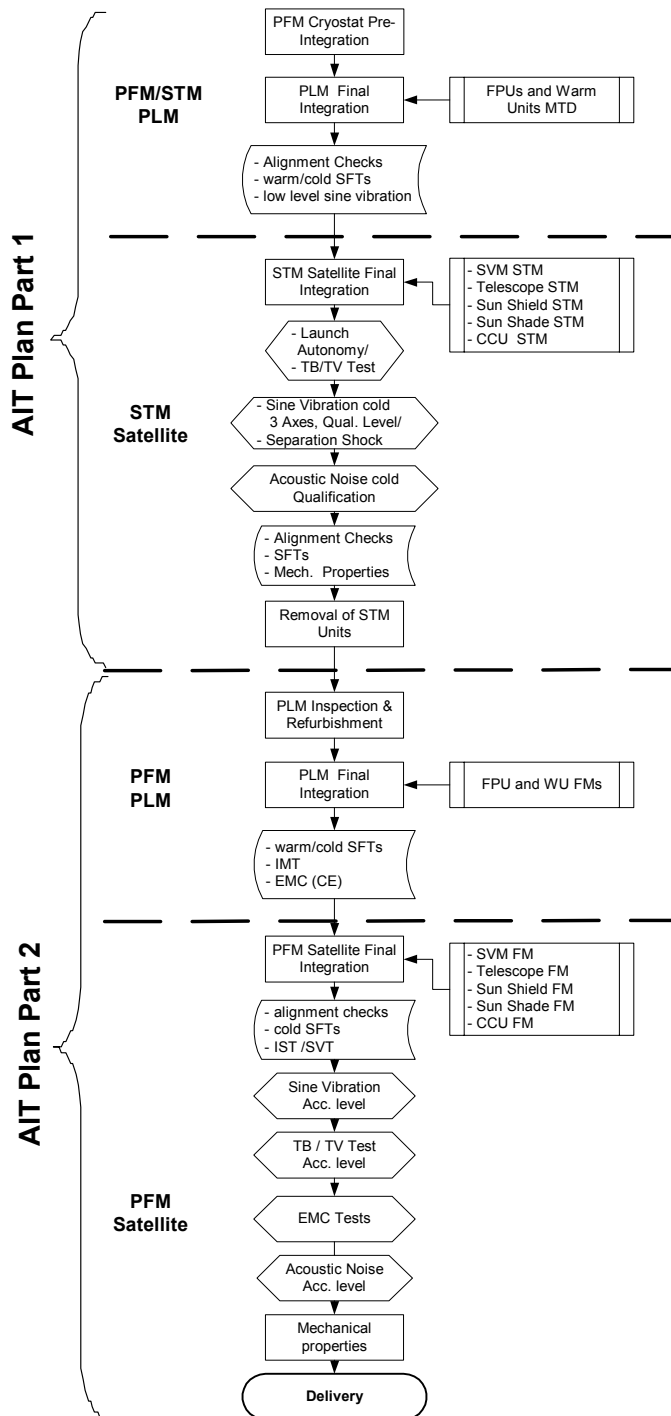 AIT Plan Part 1
PFM/STM
PLM
PFM Cryostat Pre-
Integration
PLM Final
Integration
FPUs and Warm
Units MTD
- Alignment Checks
- warm/cold SFTs
- low level sine vibration
STM
Satellite
STM Satellite Final
Integration
- SVM STM
- Telescope STM
- Sun Shield STM
- Sun Shade STM
- CCU STM
- Launch
Autonomy/
- TB/TV Test
- Sine Vibration cold
3 Axes, Qual. Level/
- Separation Shock
Acoustic Noise cold
Qualification
- Alignment Checks
- SFTs
- Mech. Properties
Removal of STM
Units
AIT Plan Part 2
PFM
PLM
PLM Inspection &
Refurbishment
PLM Final
Integration
FPU and WU FMs
- warm/cold SFTs
- IMT
- EMC (CE)
PFM
Satellite
PFM Satellite Final
Integration
- SVM FM
- Telescope FM
- Sun Shield FM
- Sun Shade FM
- CCU FM
- alignment checks
- cold SFTs
- IST /SVT
Sine Vibration
Acc. level
TB / TV Test
Acc. level
EMC Tests
Acoustic Noise
Acc. level
Mechanical
properties
Delivery